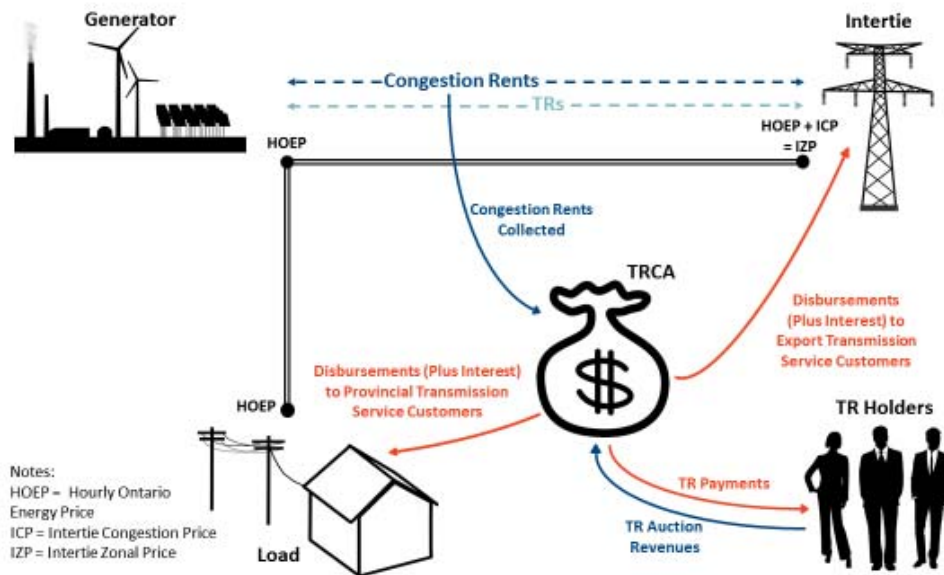 Generator
Intertie
Congestion Rents
TRs
HOEP
HOEP + ICP
= IZP
Congestion Rents
Collected
TRCA
Disbursements
(Plus Interest) to
Export Transmission
Service Customers
Disbursements (Plus Interest)
to Provincial Transmission
Service Customers
HOEP
TR Holders
$
TR Payments
TR Auction
Revenues
Load
Notes:
HOEP = Hourly Ontario
Energy Price
ICP = Intertie Congestion Price
IZP = Intertie Zonal Price